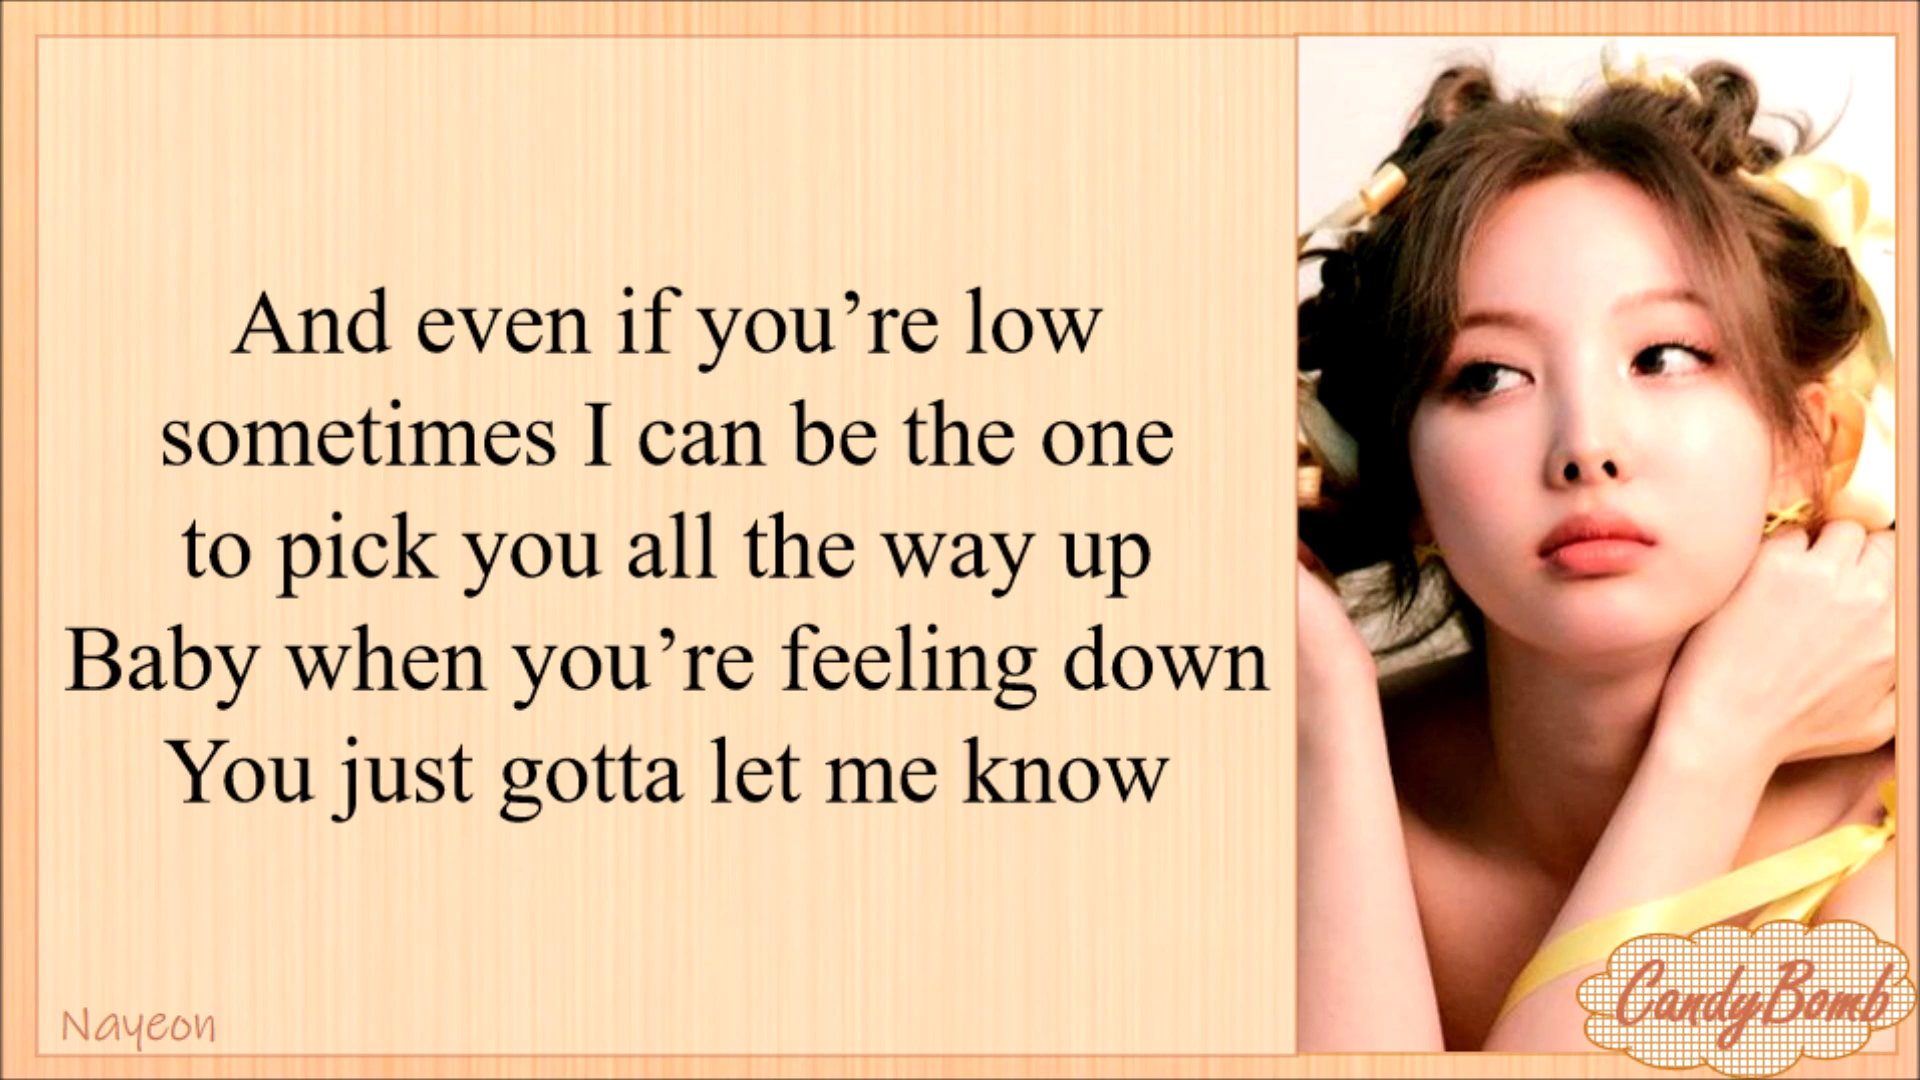 And even if you’re low
sometimes I can be the one
to pick you all the way up
Baby when you’re feeling down
You just gotta let me know
Nayeon
CandyBomb